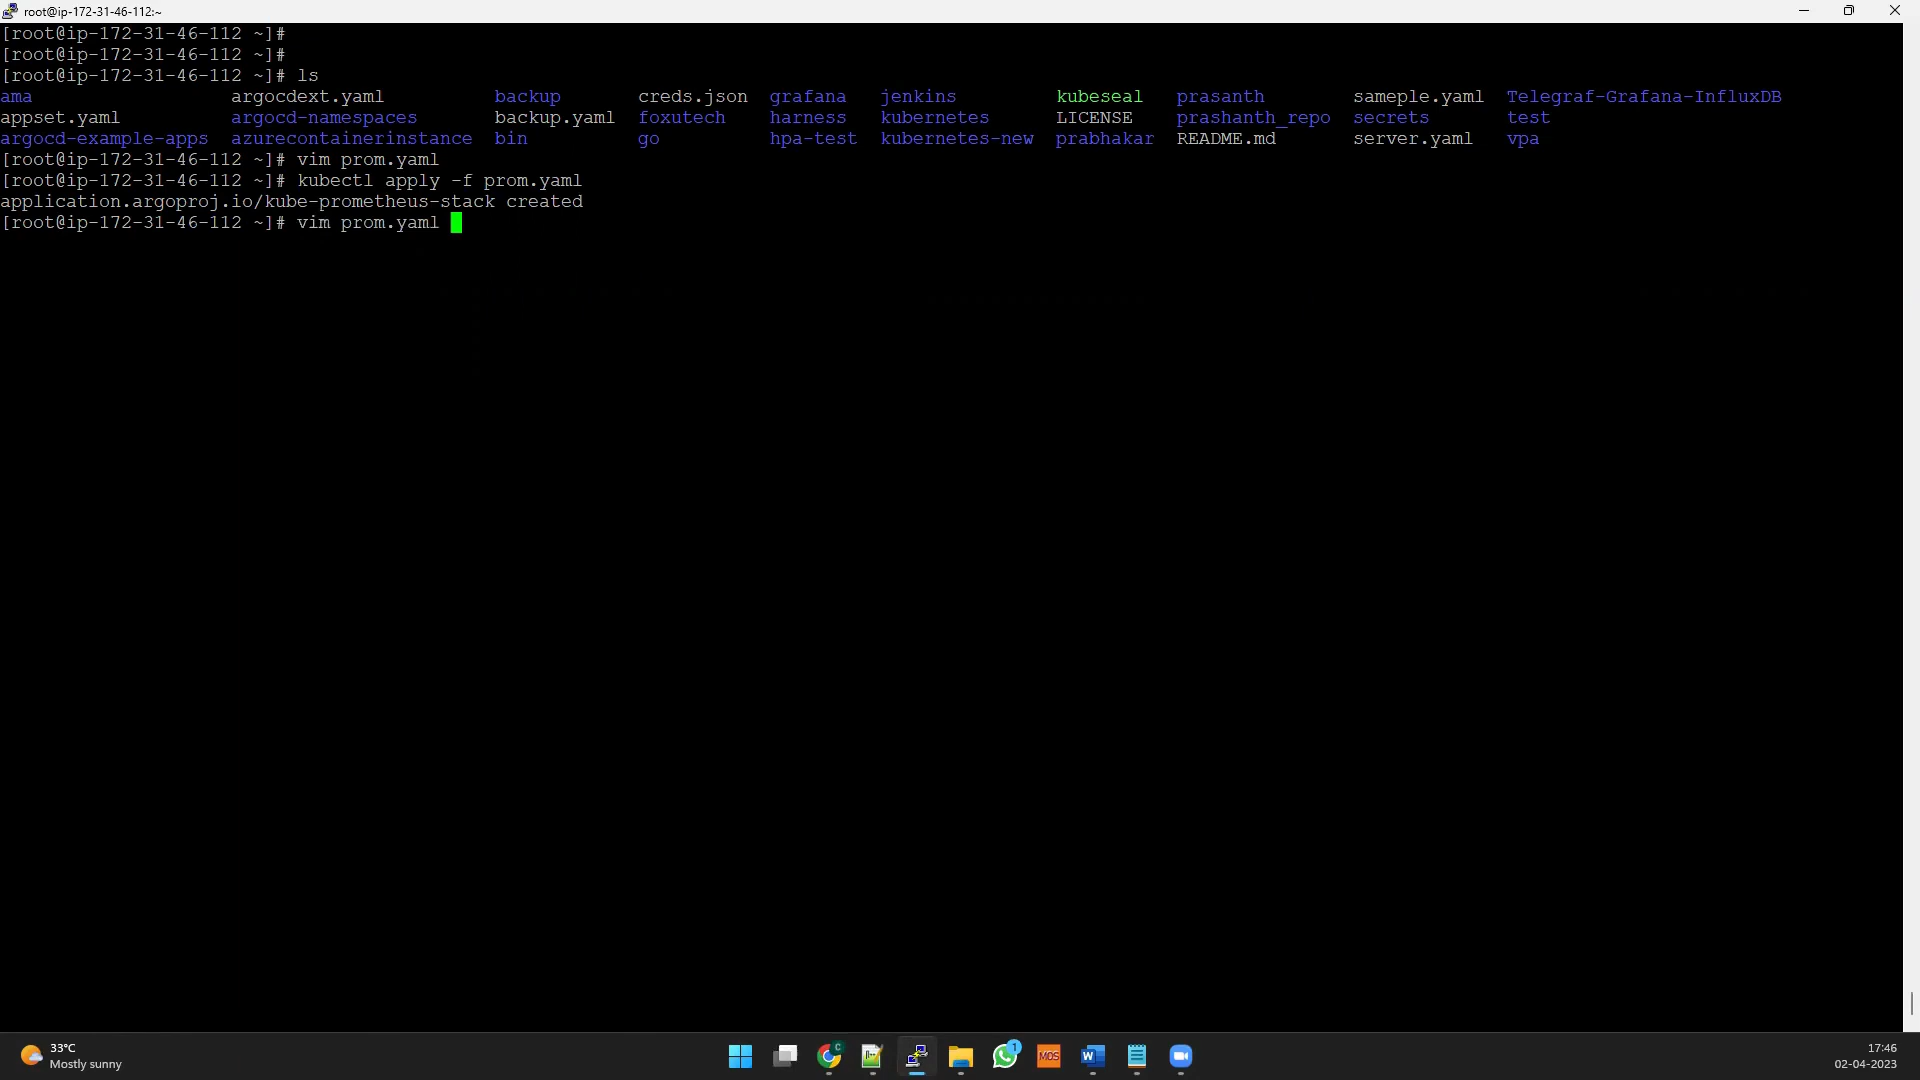 root@ip-172-31-46-112:~
[root@ip-172-31-46-112 ~]#
[root@ip-172-31-46-112 ~]#
[root@ip-172-31-46-112 ~]# ls
ama argocdext.yaml backup creds.json grafana jenkins kubeseal prasanth sameple.yaml Telegraf-Grafana-InfluxDB
appset.yaml argocd-namespaces backup.yaml foxutech harness kubernetes LICENSE prashanth_repo secrets test
argocd-example-apps azurecontainerinstance bin go hpa-test kubernetes-new prabhakar README.md server.yaml vpa
[root@ip-172-31-46-112 ~]# vim prom.yaml
[root@ip-172-31-46-112 ~]# kubectl apply -f prom.yaml
application.argoproj.io/kube-prometheus-stack created
[root@ip-172-31-46-112 ~]# vim prom.yaml
33°C
Mostly sunny
C
1
MOS
W
17:46
02-04-2023